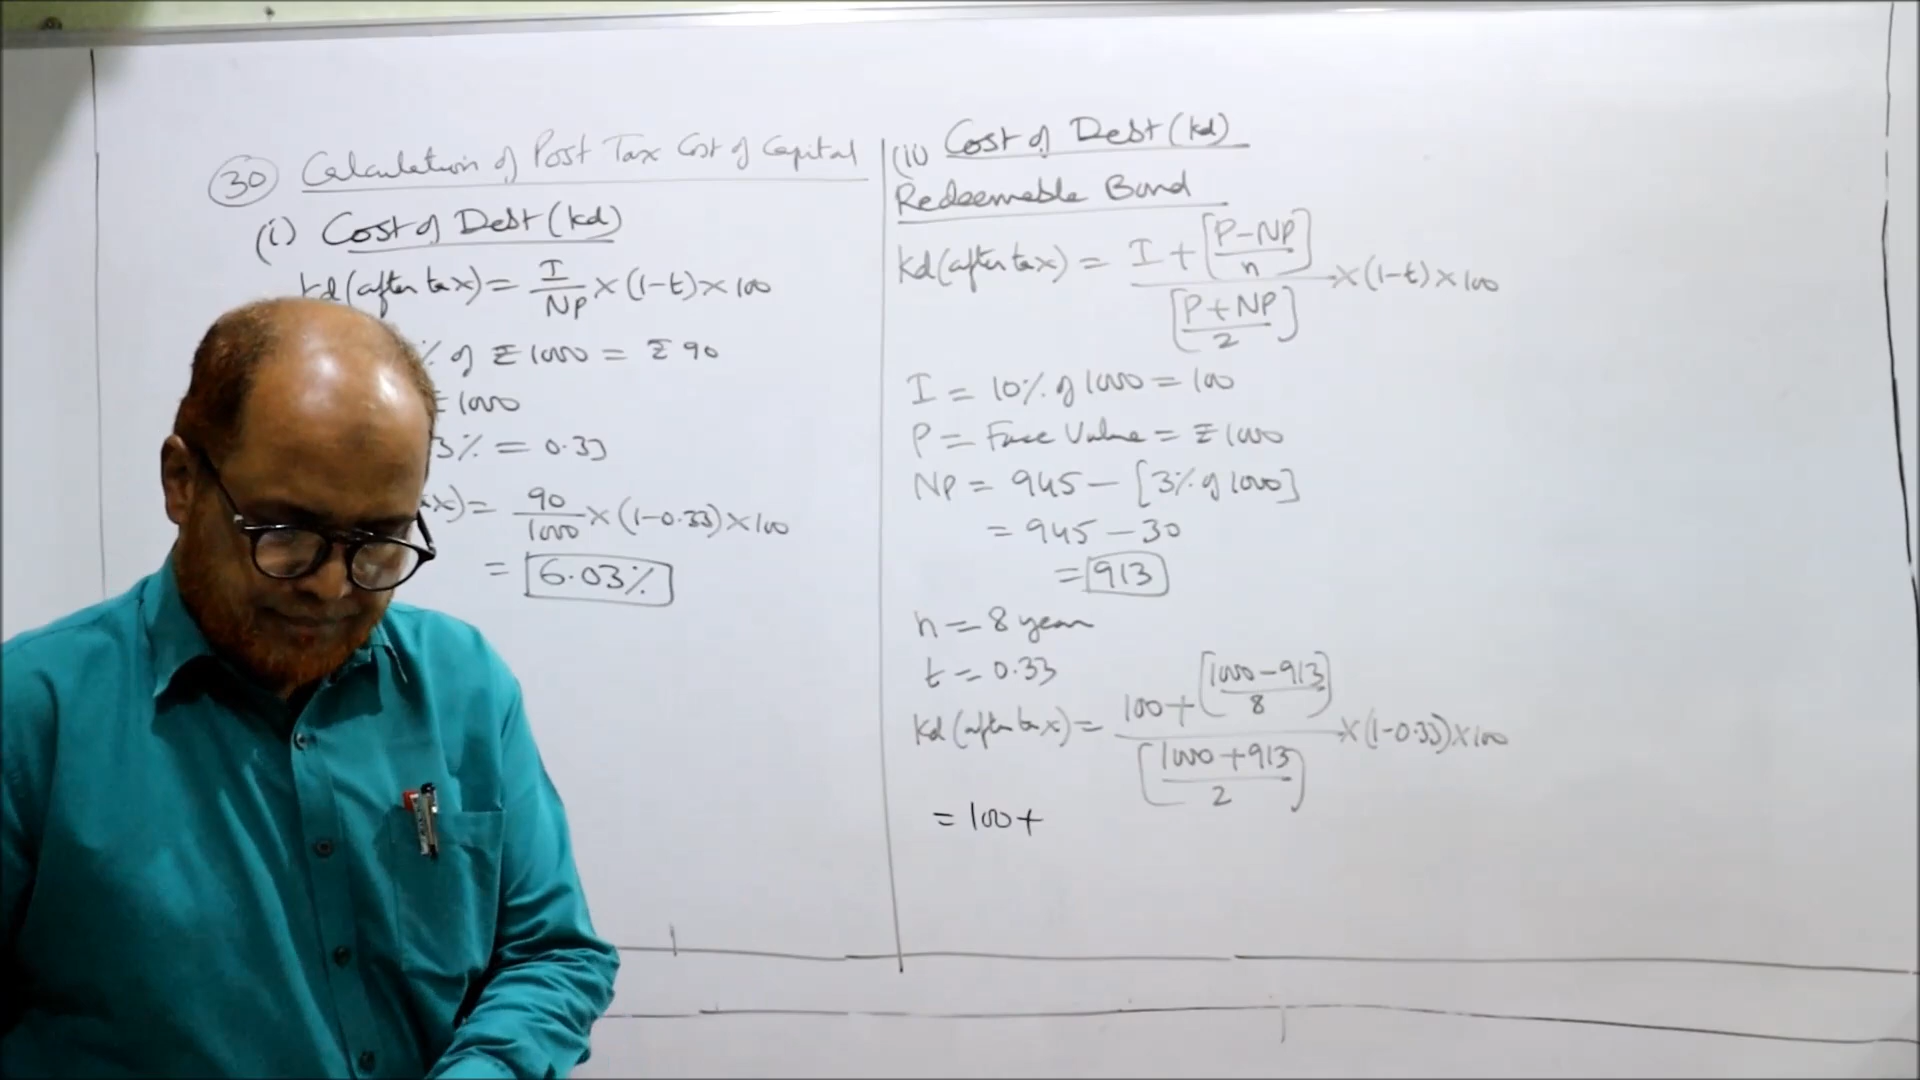 30 Calculation of Post Tax Cost of Capital
(i) Cost of Debt (kd)
kd (after tax) = I/NP × (1-t) × 100
% of ₹ 1000 = ₹ 90
₹ 1000
3% = 0.33
x) = 90/1000 × (1-0.33) × 100
= 6.03%
(ii) Cost of Debt (kd)
Redeemable Bond
Kd (after tax) = I + [P-NP/n] / [P+NP/2] × (1-t) × 100
I = 10% of 1000 = 100
P = Face Value = ₹ 1000
NP = 945 - [3% of 1000]
= 945 - 30
= 913
n = 8 year
t = 0.33
Kd (after tax) = 100 + [1000-913/8] / [1000+913/2] × (1-0.33) × 100
= 100 +